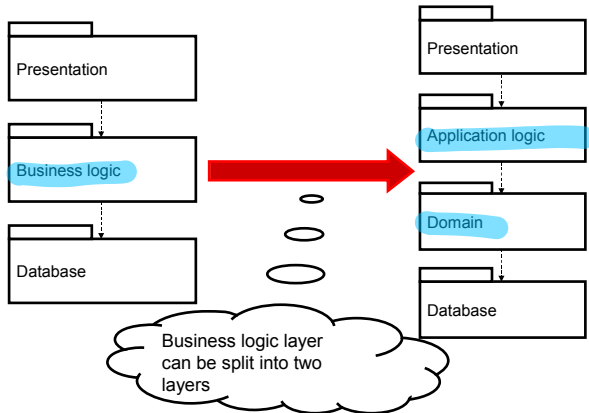 Presentation
Business logic
Database
Presentation
Application logic
Domain
Database
Business logic layer
can be split into two
layers